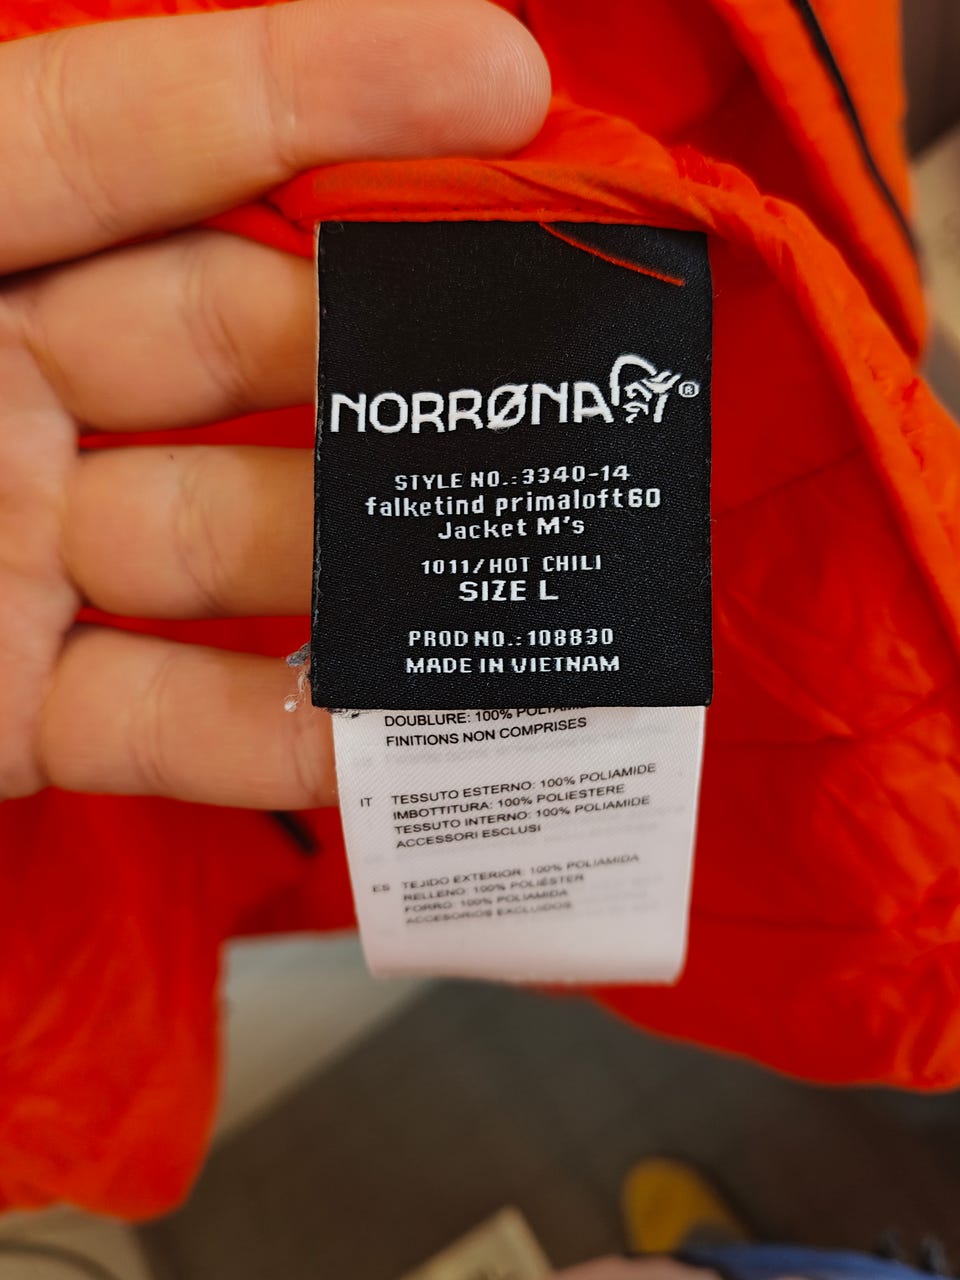 NORRØNA®
STYLE NO.:3340-14
falketind primaloft60
Jacket M's
1011/HOT CHILI
SIZE L
PROD NO.:108830
MADE IN VIETNAM
DOUBLURE: 100% POLYAMI
FINITIONS NON COMPRISES
IT TESSUTO ESTERNO: 100% POLIAMIDE
IMBOTTITURA: 100% POLIESTERE
TESSUTO INTERNO: 100% POLIAMIDE
ACCESSORI ESCLUSI
ES TEJIDO EXTERIOR: 100% POLIAMIDA
RELLENO: 100% POLIÉSTER
FORRO: 100% POLIAMIDA
ACCESORIOS EXCLUIDOS